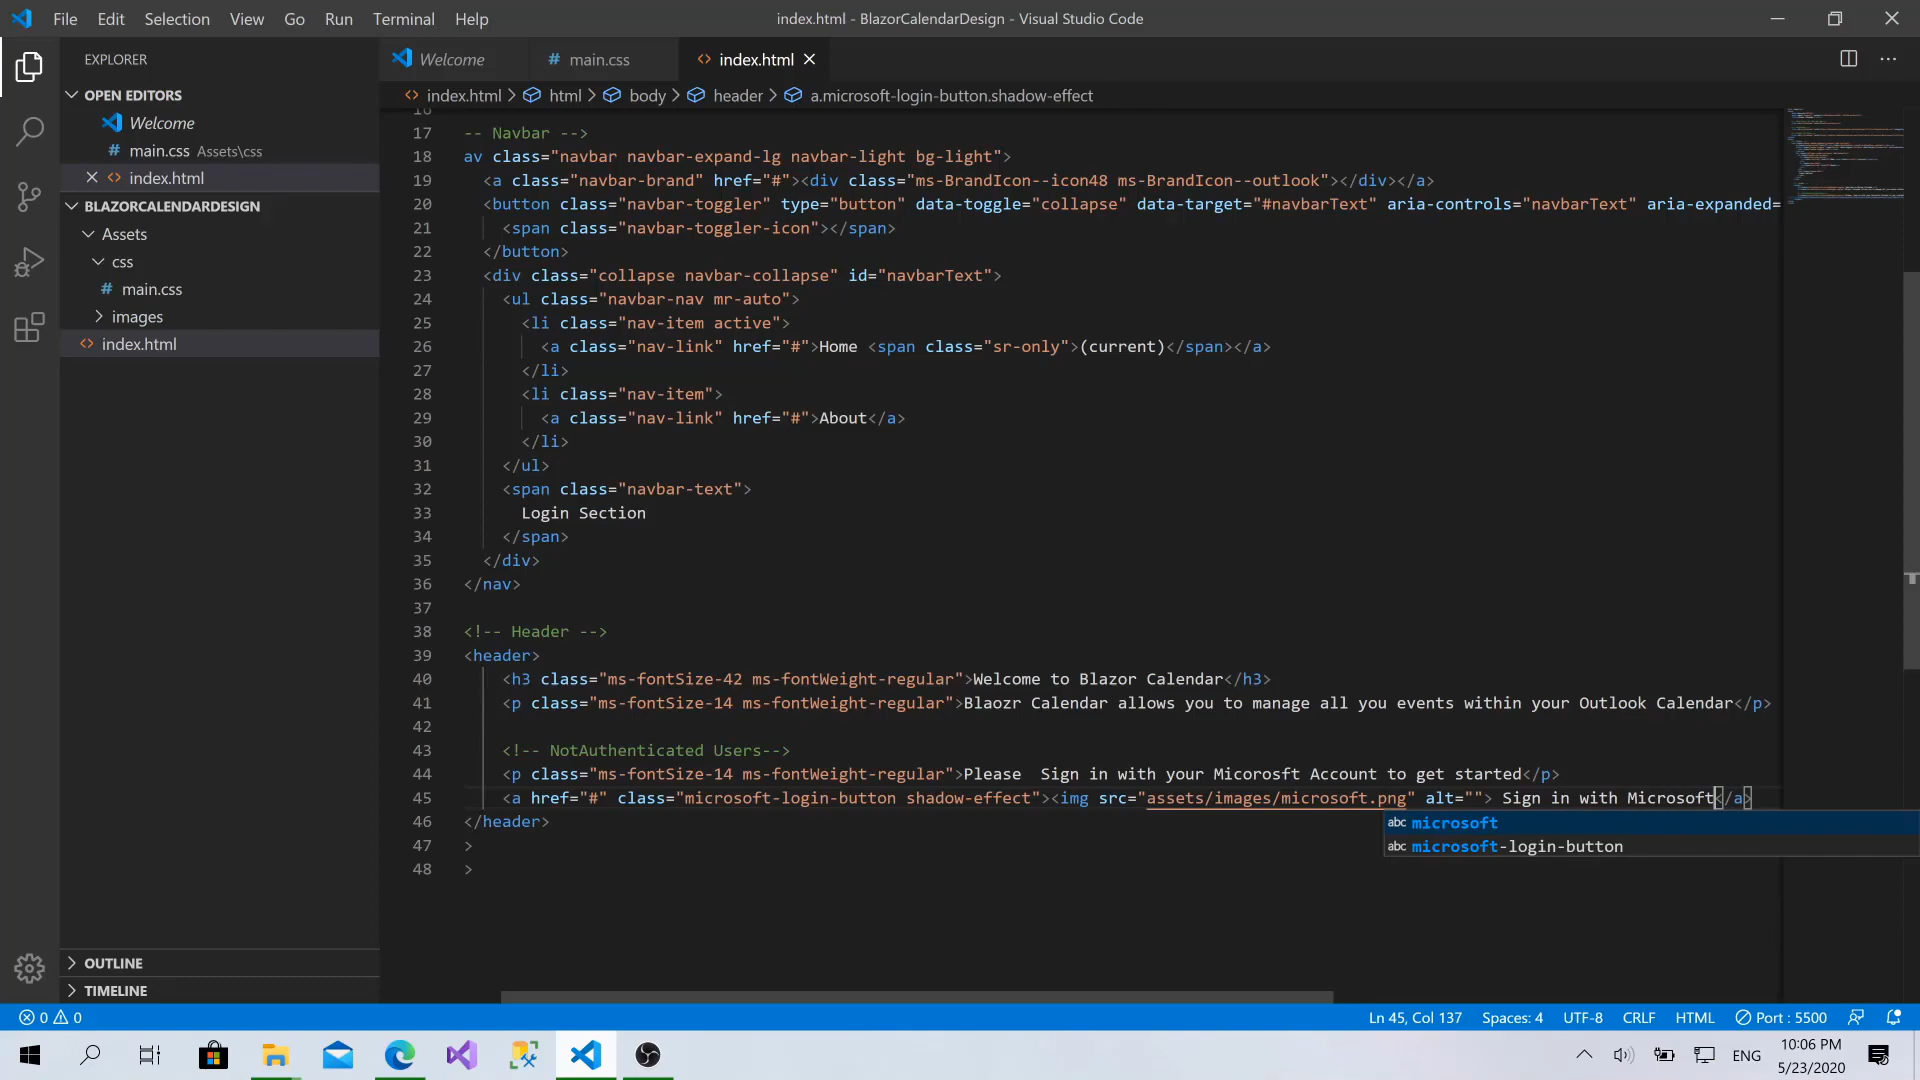 File Edit Selection View Go Run Terminal Help
index.html - BlazorCalendarDesign - Visual Studio Code
EXPLORER
OPEN EDITORS
Welcome
main.css Assets\css
index.html
BLAZORCALENDARDESIGN
Assets
css
main.css
images
index.html
OUTLINE
TIMELINE
Welcome # main.css <> index.html
index.html > html > body > header > a.microsoft-login-button.shadow-effect
16
17 -- Navbar -->
18 av class="navbar navbar-expand-lg navbar-light bg-light">
19 <a class="navbar-brand" href="#"><div class="ms-BrandIcon--icon48 ms-BrandIcon--outlook"></div></a>
20 <button class="navbar-toggler" type="button" data-toggle="collapse" data-target="#navbarText" aria-controls="navbarText" aria-expanded=
21 <span class="navbar-toggler-icon"></span>
22 </button>
23 <div class="collapse navbar-collapse" id="navbarText">
24 <ul class="navbar-nav mr-auto">
25 <li class="nav-item active">
26 <a class="nav-link" href="#">Home <span class="sr-only">(current)</span></a>
27 </li>
28 <li class="nav-item">
29 <a class="nav-link" href="#">About</a>
30 </li>
31 </ul>
32 <span class="navbar-text">
33 Login Section
34 </span>
35 </div>
36 </nav>
37
38 <!-- Header -->
39 <header>
40 <h3 class="ms-fontSize-42 ms-fontWeight-regular">Welcome to Blazor Calendar</h3>
41 <p class="ms-fontSize-14 ms-fontWeight-regular">Blaozr Calendar allows you to manage all you events within your Outlook Calendar</p>
42
43 <!-- NotAuthenticated Users-->
44 <p class="ms-fontSize-14 ms-fontWeight-regular">Please  Sign in with your Micorosft Account to get started</p>
45 <a href="#" class="microsoft-login-button shadow-effect"><img src="assets/images/microsoft.png" alt=""> Sign in with Microsoft</a>
46 </header>
47 >
48 >
abc microsoft
abc microsoft-login-button
0 0
Ln 45, Col 137 Spaces: 4 UTF-8 CRLF HTML Port : 5500
ENG
10:06 PM
5/23/2020